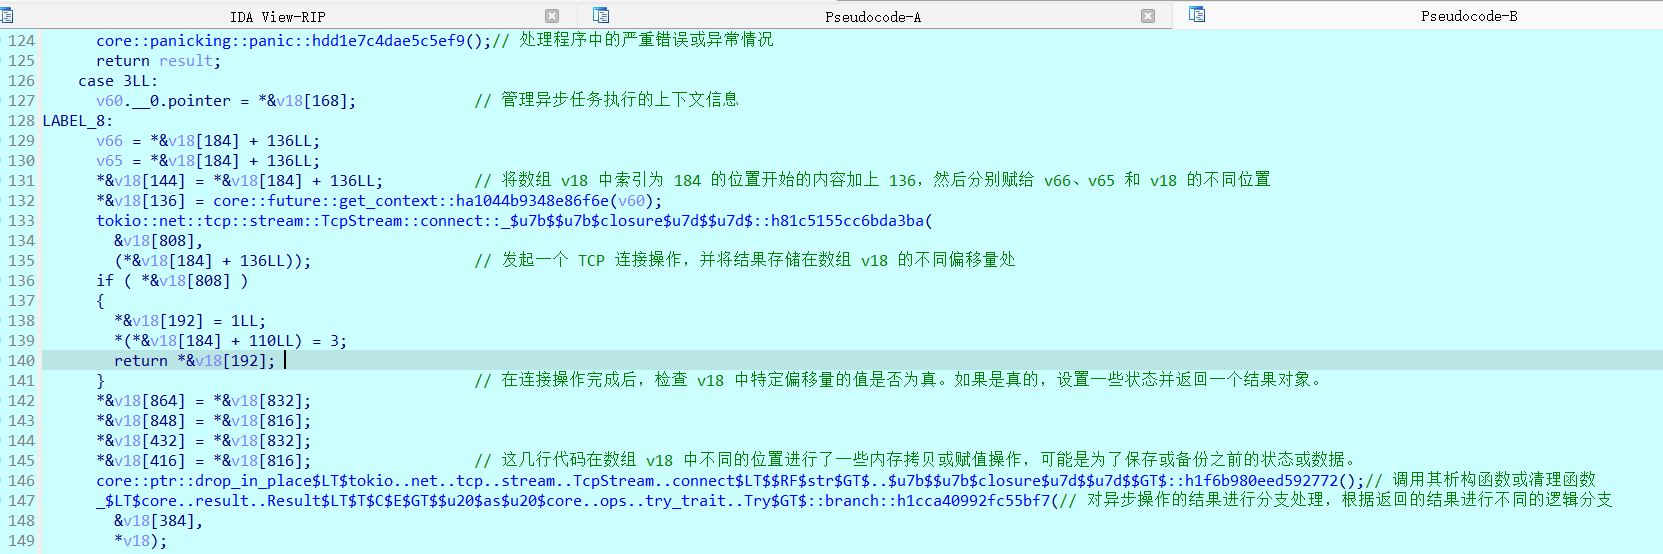 IDA View-RIP Pseudocode-A Pseudocode-B
124 core::panicking::panic::hdd1e7c4dae5c5ef9();// 处理程序中的严重错误或异常情况
125 return result;
126 case 3LL:
127 v60.__0.pointer = *&v18[168]; // 管理异步任务执行的上下文信息
128 LABEL_8:
129 v66 = *&v18[184] + 136LL;
130 v65 = *&v18[184] + 136LL;
131 *&v18[144] = *&v18[184] + 136LL; // 将数组 v18 中索引为 184 的位置开始的内容加上 136，然后分别赋给 v66、v65 和 v18 的不同位置
132 *&v18[136] = core::future::get_context::ha1044b9348e86f6e(v60);
133 tokio::net::tcp::stream::TcpStream::connect::_$u7b$$u7b$closure$u7d$$u7d$::h81c5155cc6bda3ba(
134 &v18[808],
135 (*&v18[184] + 136LL)); // 发起一个 TCP 连接操作，并将结果存储在数组 v18 的不同偏移量处
136 if ( *&v18[808] )
137 {
138 *&v18[192] = 1LL;
139 *(*&v18[184] + 110LL) = 3;
140 return *&v18[192];
141 } // 在连接操作完成后，检查 v18 中特定偏移量的值是否为真。如果是真的，设置一些状态并返回一个结果对象。
142 *&v18[864] = *&v18[832];
143 *&v18[848] = *&v18[816];
144 *&v18[432] = *&v18[832];
145 *&v18[416] = *&v18[816]; // 这几行代码在数组 v18 中不同的位置进行了一些内存拷贝或赋值操作，可能是为了保存或备份之前的状态或数据。
146 core::ptr::drop_in_place$LT$tokio..net..tcp..stream..TcpStream..connect$LT$$RF$str$GT$..$u7b$$u7b$closure$u7d$$u7d$$GT$::h1f6b980eed592772();// 调用其析构函数或清理函数
147 _$LT$core..result..Result$LT$T$C$E$GT$$u20$as$u20$core..ops..try_trait..Try$GT$::branch::h1cca40992fc55bf7(// 对异步操作的结果进行分支处理，根据返回的结果进行不同的逻辑分支
148 &v18[384],
149 *v18);